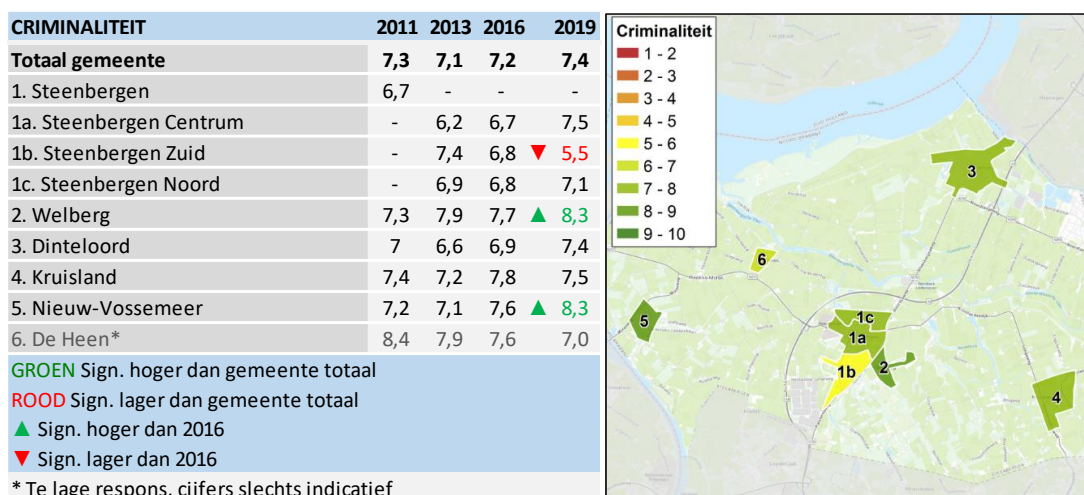 CRIMINALITEIT 2011 2013 2016 2019
Totaal gemeente 7,3 7,1 7,2 7,4
1. Steenbergen 6,7 - - -
1a. Steenbergen Centrum - 6,2 6,7 7,5
1b. Steenbergen Zuid - 7,4 6,8 ▼ 5,5
1c. Steenbergen Noord - 6,9 6,8 7,1
2. Welberg 7,3 7,9 7,7 ▲ 8,3
3. Dinteloord 7 6,6 6,9 7,4
4. Kruisland 7,4 7,2 7,8 7,5
5. Nieuw-Vossemeer 7,2 7,1 7,6 ▲ 8,3
6. De Heen* 8,4 7,9 7,6 7,0
GROEN Sign. hoger dan gemeente totaal
ROOD Sign. lager dan gemeente totaal
▲ Sign. hoger dan 2016
▼ Sign. lager dan 2016
* Te lage respons, cijfers slechts indicatief
Criminaliteit
1 - 2
2 - 3
3 - 4
4 - 5
5 - 6
6 - 7
7 - 8
8 - 9
9 - 10
3
6
5
1c
1a
1b
2
4